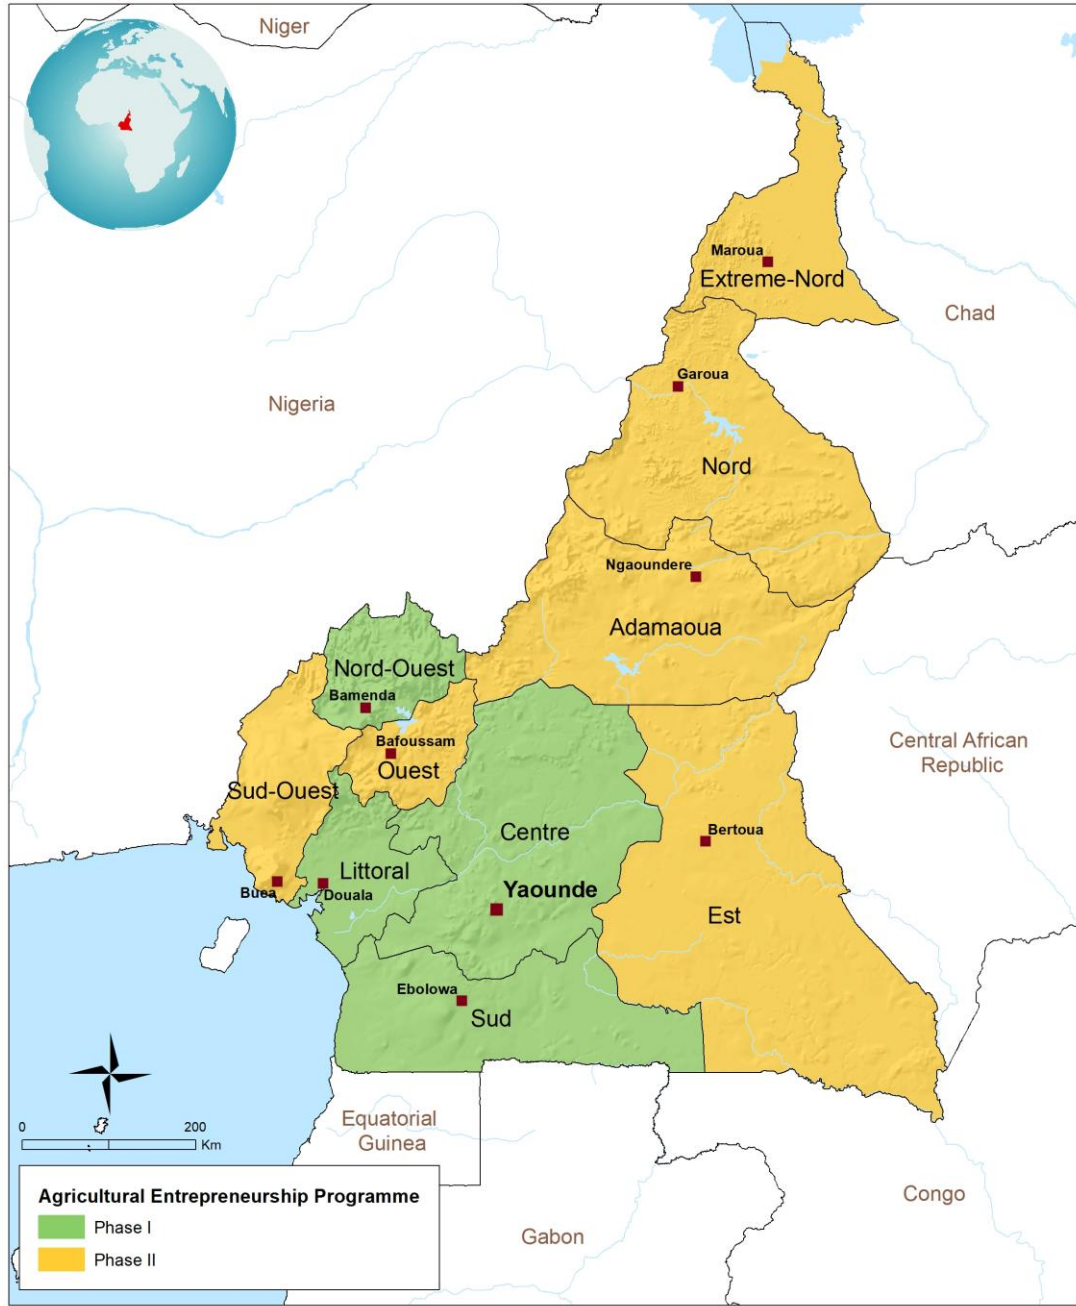 Niger
Maroua
Extreme-Nord
Chad
Garoua
Nigeria
Nord
Ngaoundere
Adamaoua
Nord-Ouest
Bamenda
Bafoussam
Ouest
Central African
Republic
Sud-Ouest
Centre
Bertoua
Littoral
Yaounde
Buea
Douala
Est
Ebolowa
Sud
0 200
Km
Equatorial
Guinea
Agricultural Entrepreneurship Programme
Phase I
Phase II
Congo
Gabon